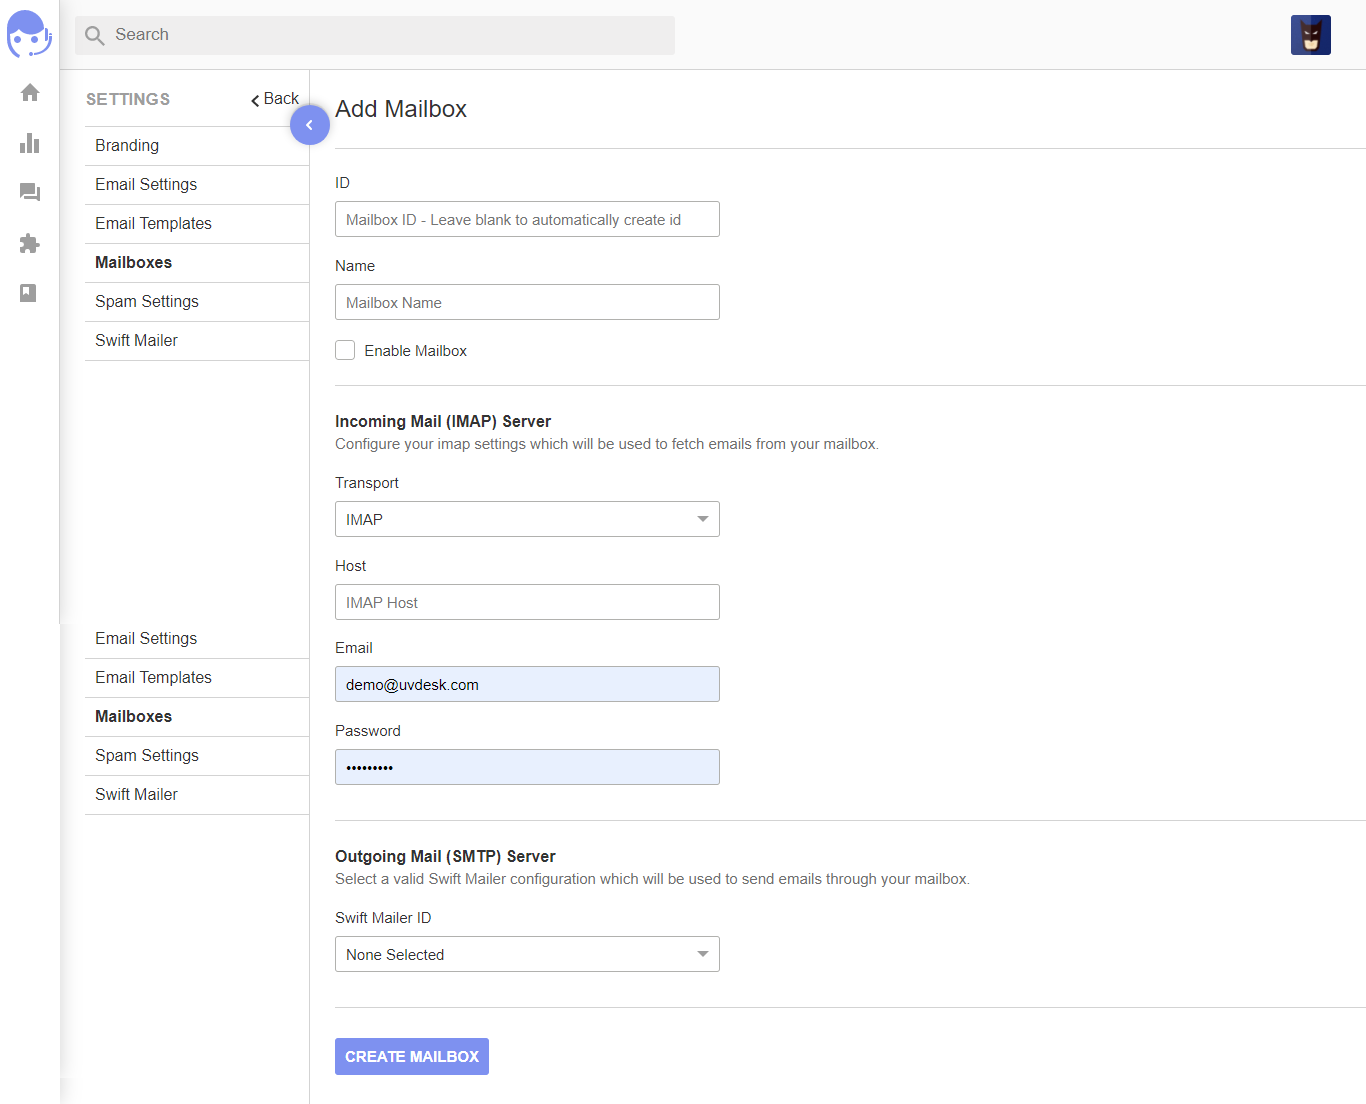 Search
SETTINGS
Back
Branding
Email Settings
Email Templates
Mailboxes
Spam Settings
Swift Mailer
Email Settings
Email Templates
Mailboxes
Spam Settings
Swift Mailer
Add Mailbox
ID
Mailbox ID - Leave blank to automatically create id
Name
Mailbox Name
Enable Mailbox
Incoming Mail (IMAP) Server
Configure your imap settings which will be used to fetch emails from your mailbox.
Transport
IMAP
Host
IMAP Host
Email
demo@uvdesk.com
Password
•••••••••
Outgoing Mail (SMTP) Server
Select a valid Swift Mailer configuration which will be used to send emails through your mailbox.
Swift Mailer ID
None Selected
CREATE MAILBOX